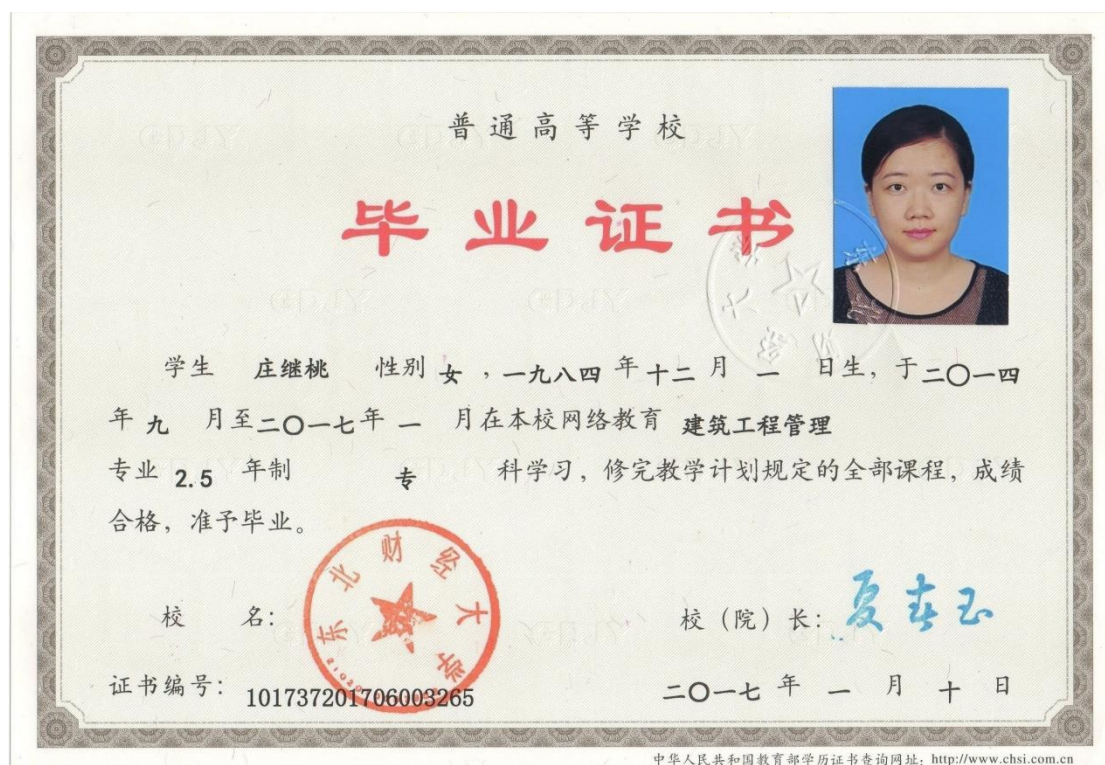 普通高等学校
毕业证书
学生 庄继桃 性别 女 ，一九八四 年 十二 月 一 日生，于二〇一四
年 九 月至二〇一七年 一 月在本校网络教育 建筑工程管理
专业 2.5 年制 专 科学习，修完教学计划规定的全部课程，成绩
合格，准予毕业。
东北财经大学
校 名：
校（院）长：夏春玉
证书编号：101737201706003265
二〇一七 年 一 月 十 日
中华人民共和国教育部学历证书查询网址：http://www.chsi.com.cn